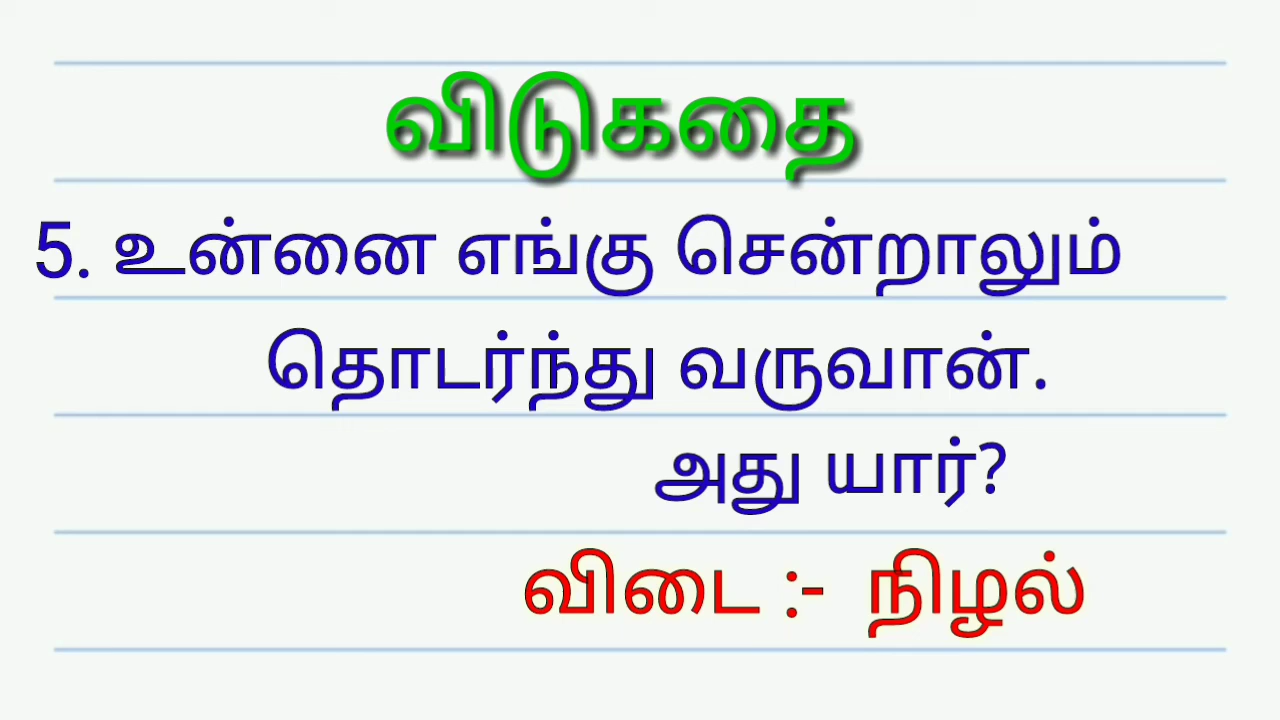 விடுகதை
5. உன்னை எங்கு சென்றாலும்
தொடர்ந்து வருவான்.
அது யார்?
விடை :- நிழல்